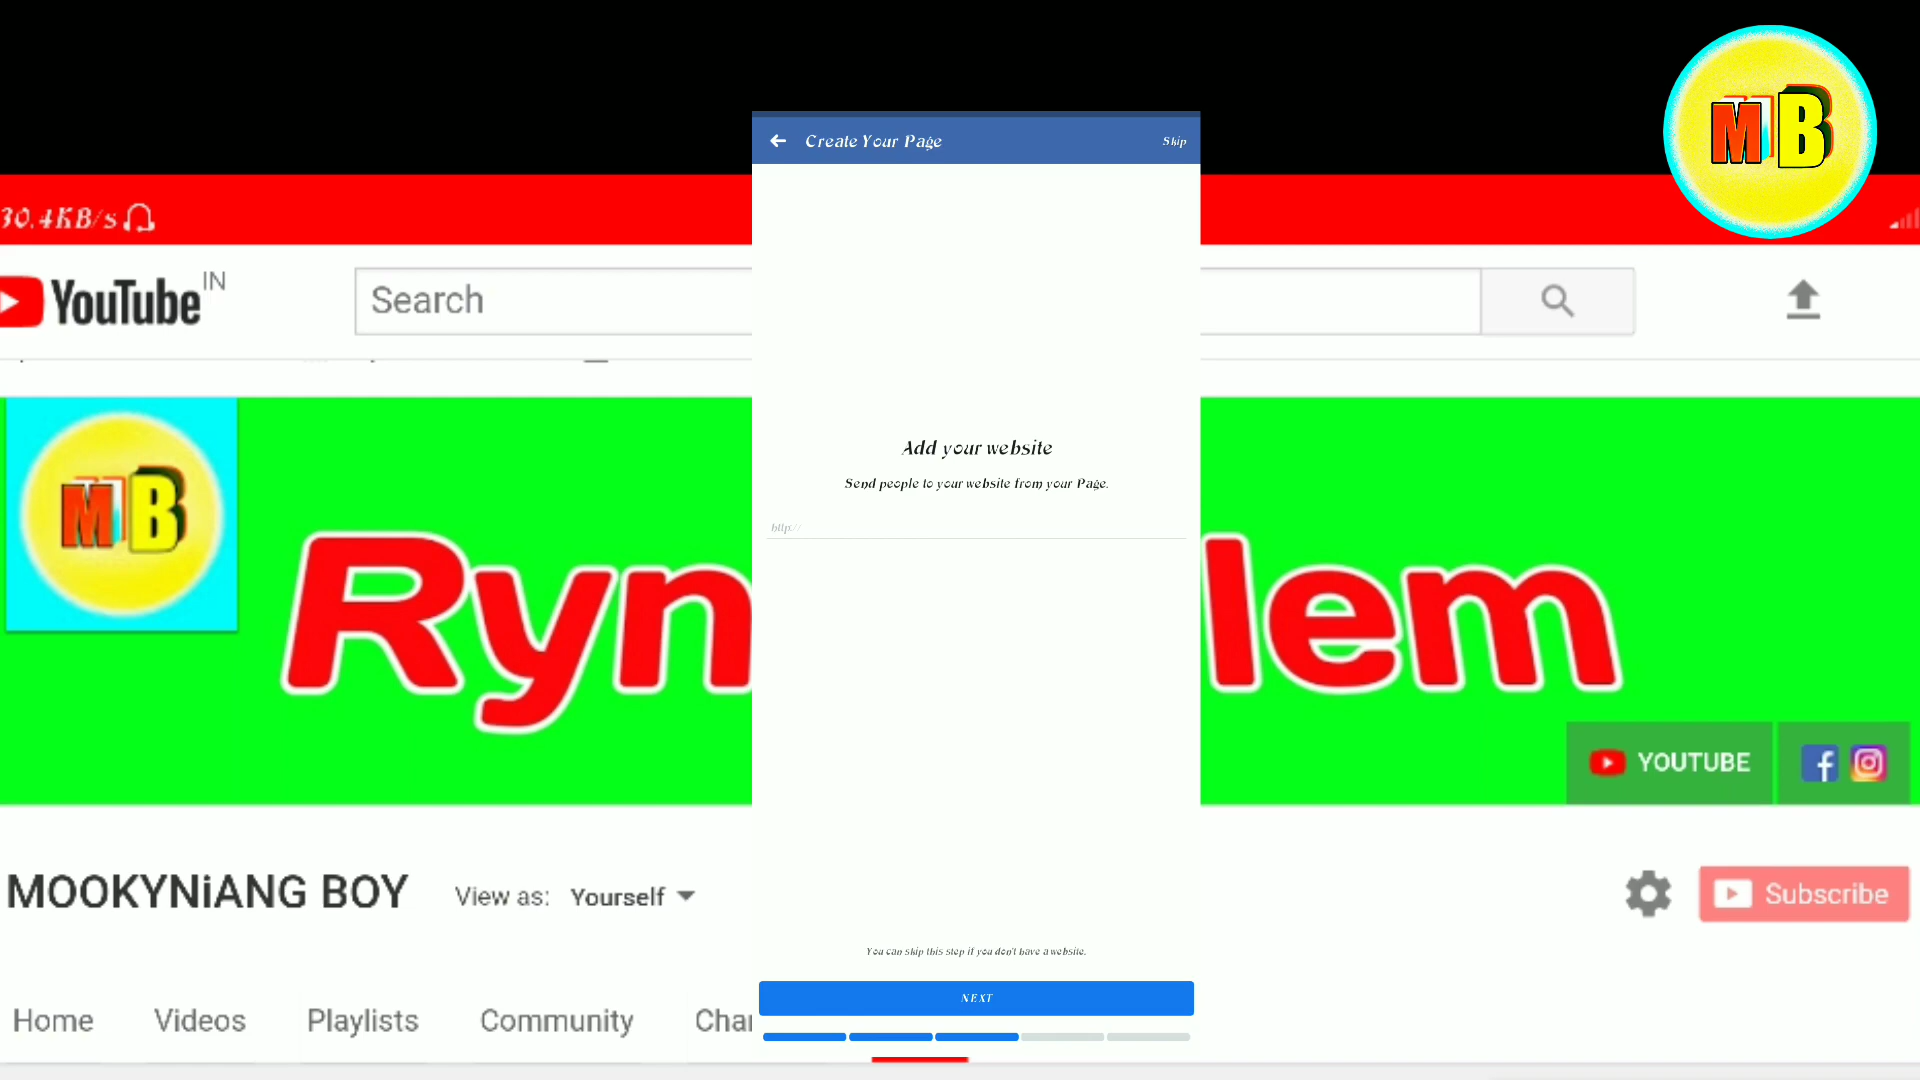 MB
Create Your Page
Skip
30.4KB/s
YouTube IN
Search
MB
Add your website
Send people to your website from your Page.
http://
Ryn
lem
YOUTUBE
MOOKYNiANG BOY
View as: Yourself
Subscribe
You can skip this step if you don't have a website.
NEXT
Home
Videos
Playlists
Community